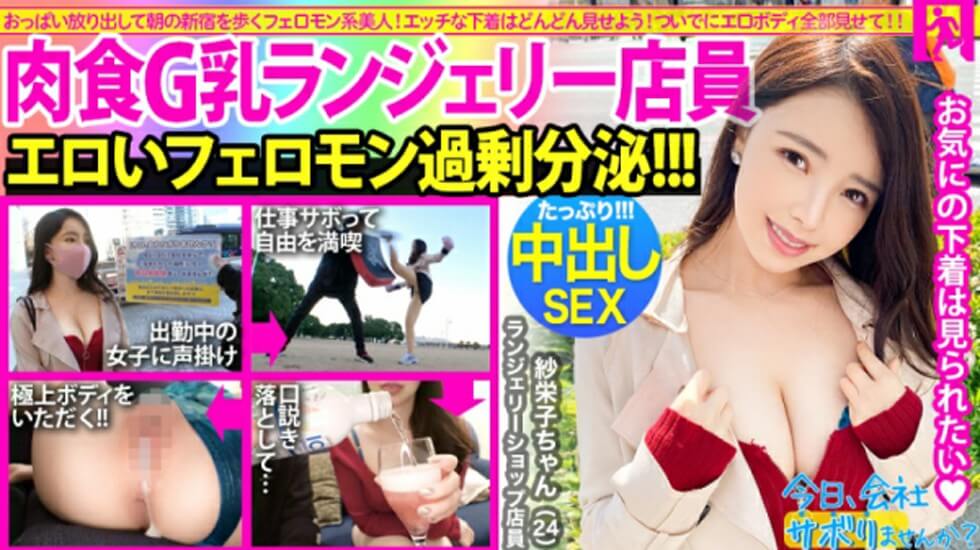 おっぱい放り出して朝の新宿を歩くフェロモン系美人！エッチな下着はどんどん見せよう！ついでにエロボディ全部見せて！！
肉食G乳ランジェリー店員
エロいフェロモン過剰分泌!!!
出勤中の
女子に声掛け
仕事サボって
自由を満喫
極上ボディを
いただく!!
口説き
落として…
たっぷり!!!
中出し
SEX
紗栄子ちゃん（24）
ランジェリーショップ店員
お気にの下着は見られたい♡
今日、会社
サボりませんか？